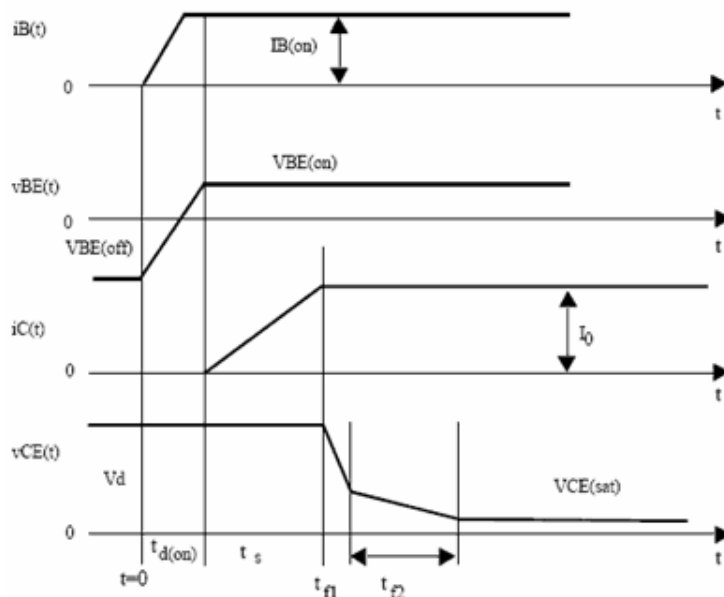 iB(t)
IB(on)
0
t
vBE(t)
VBE(on)
0
t
VBE(off)
iC(t)
I0
0
t
vCE(t)
Vd
VCE(sat)
0
t
td(on)
ts
t=0
tf1
tf2